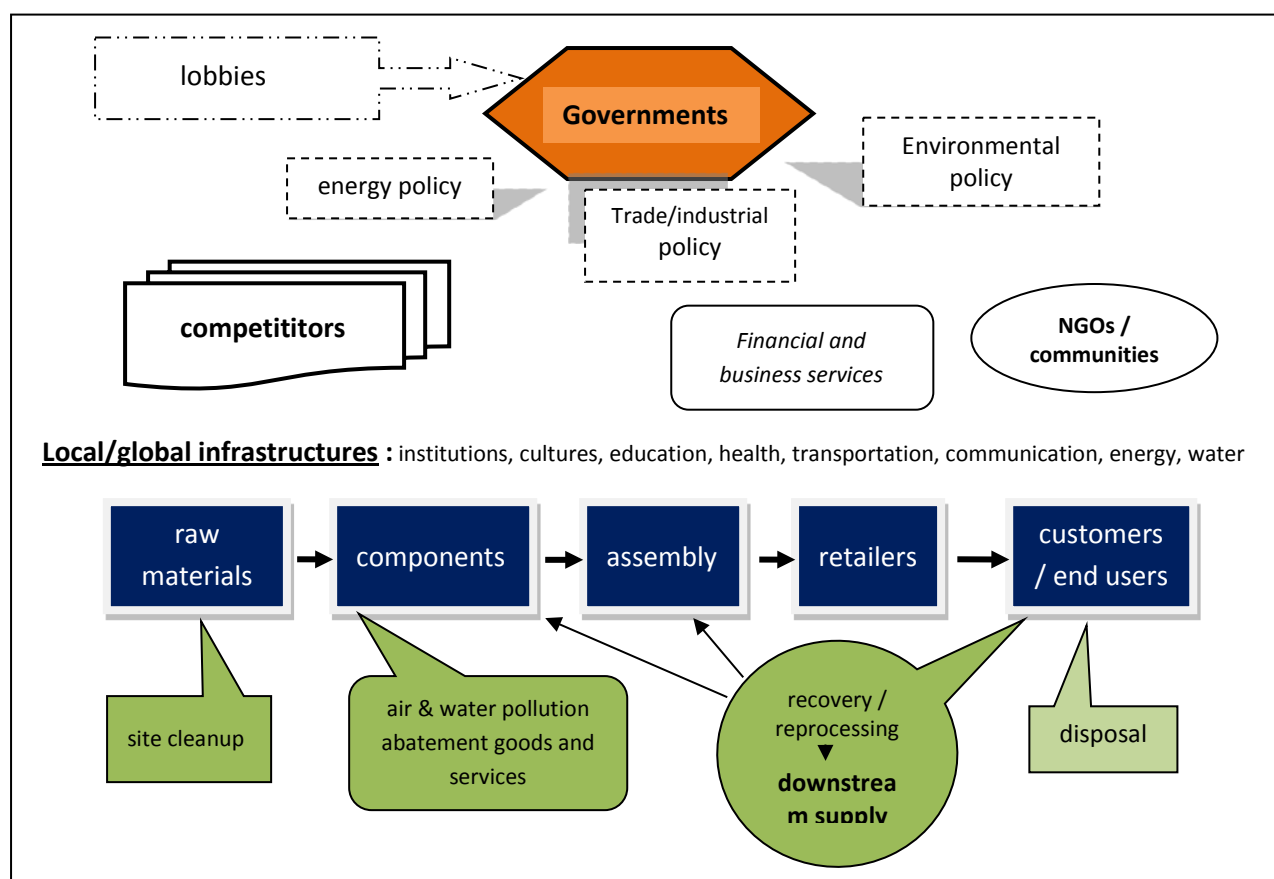 lobbies
Governments
energy policy
Trade/industrial
policy
Environmental
policy
competititors
Financial and
business services
NGOs /
communities
Local/global infrastructures : institutions, cultures, education, health, transportation, communication, energy, water
raw
materials
components
assembly
retailers
customers
/ end users
site cleanup
air & water pollution
abatement goods and
services
recovery /
reprocessing
downstrea
m supply
disposal